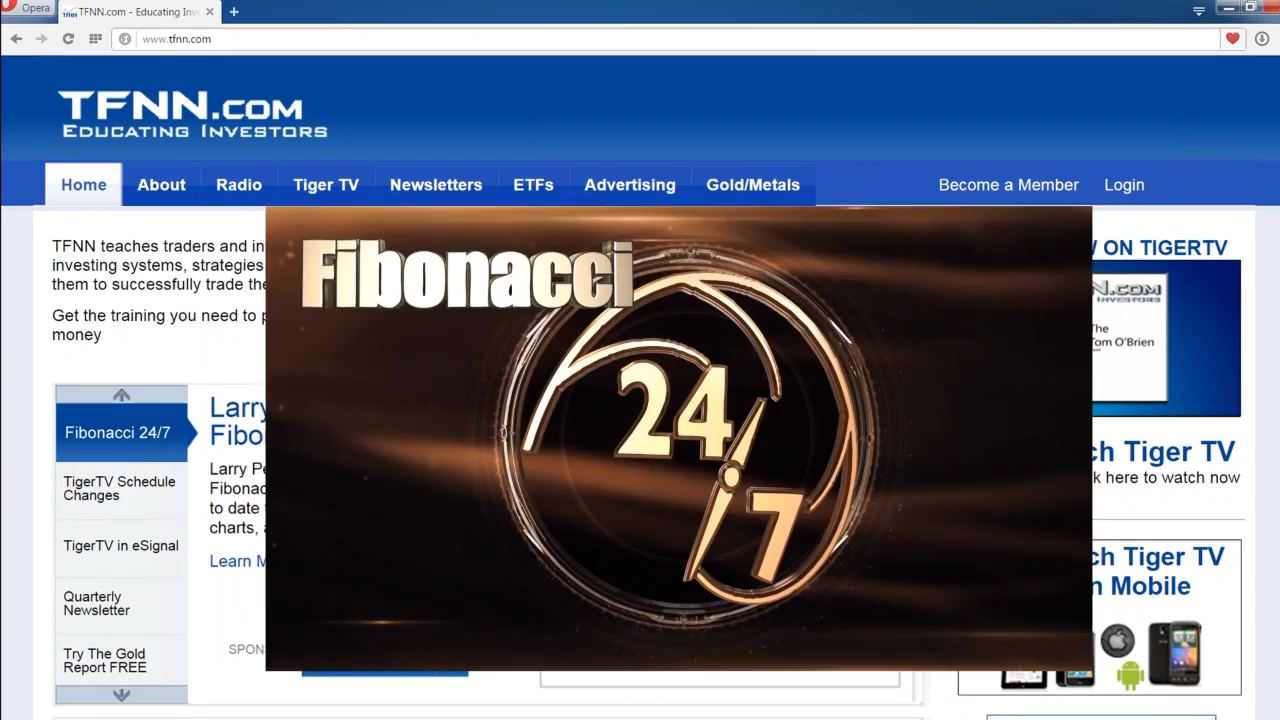 Opera
TFNN.com - Educating Inv
www.tfnn.com
TFNN.com
Educating Investors
Home
About
Radio
Tiger TV
Newsletters
ETFs
Advertising
Gold/Metals
Become a Member
Login
TFNN teaches traders and in
investing systems, strategies
them to successfully trade the
Get the training you need to p
money
Fibonacci 24/7
TigerTV Schedule
Changes
TigerTV in eSignal
Quarterly
Newsletter
Try The Gold
Report FREE
Larry
Fibo
Larry Pe
Fibonac
to date
charts, a
Learn M
SPONS
Fibonacci
24
7
W ON TIGERTV
N.com
Investors
The
Tom O'Brien
ch Tiger TV
k here to watch now
ch Tiger TV
n Mobile